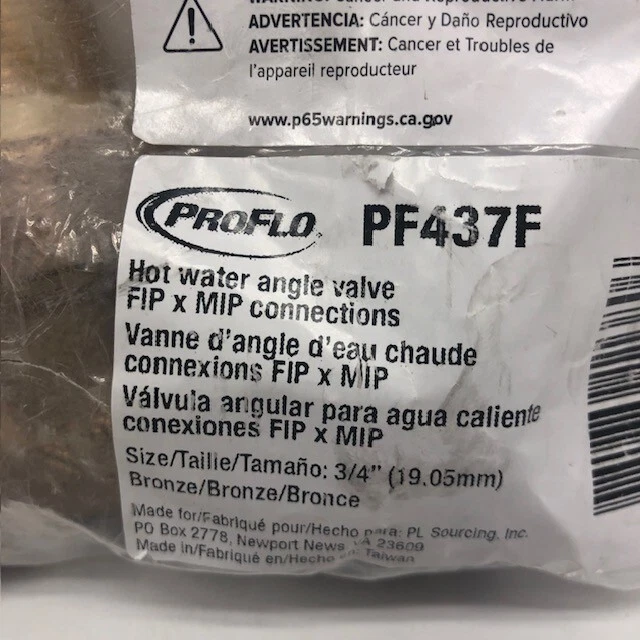 ADVERTENCIA: Cáncer y Daño Reproductivo
AVERTISSEMENT: Cancer et Troubles de
l'appareil reproducteur
www.p65warnings.ca.gov
PROFLO PF437F
Hot water angle valve
FIP x MIP connections
Vanne d'angle d'eau chaude
connexions FIP x MIP
Válvula angular para agua caliente
conexiones FIP x MIP
Size/Taille/Tamaño: 3/4" (19.05mm)
Bronze/Bronze/Bronce
Made for/Fabriqué pour/Hecho para: PL Sourcing, Inc.
PO Box 2778, Newport News VA 23609
Made in/Fabriqué en/Hecho en: Taiwan